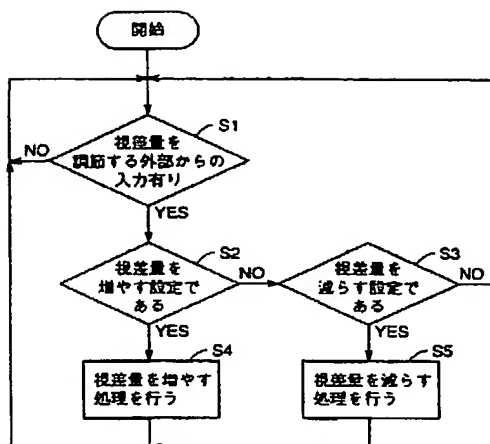 開始
S1
視差量を
調節する外部からの
入力有り
NO
YES
S2
視差量を
増やす設定で
ある
NO
YES
S3
視差量を
減らす設定で
ある
NO
YES
S4
視差量を増やす
処理を行う
S5
視差量を減らす
処理を行う